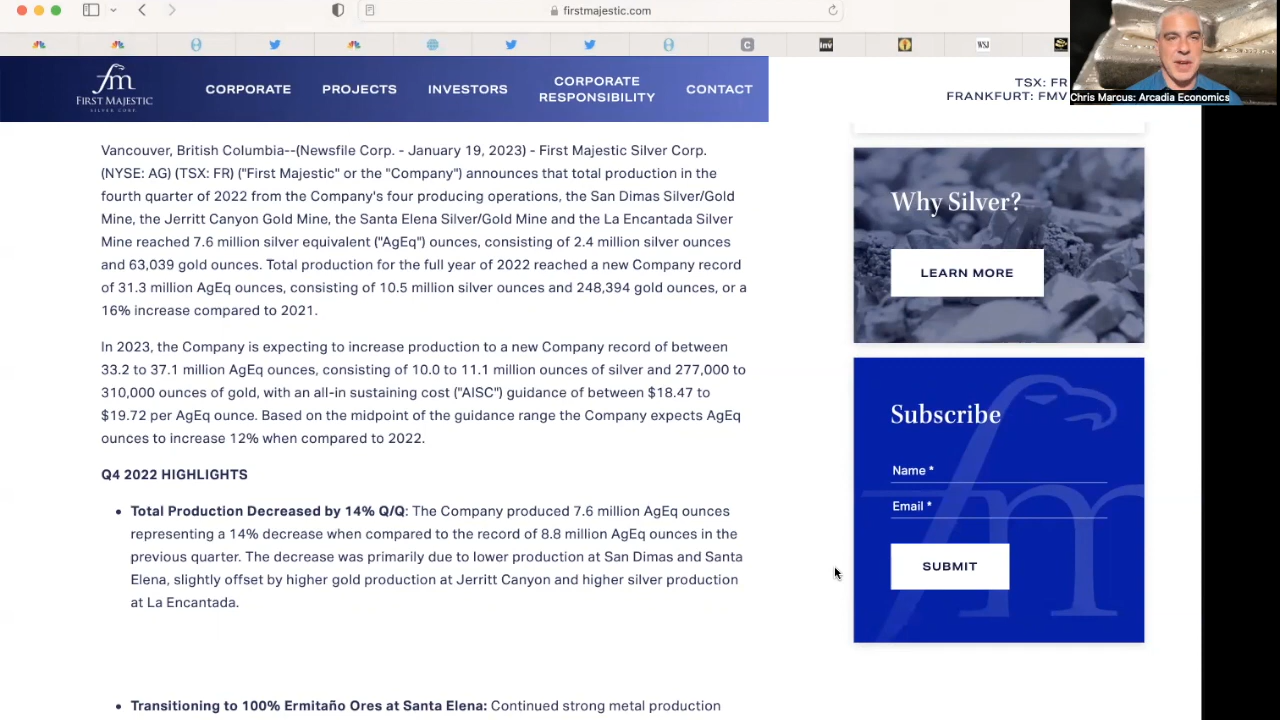 firstmajestic.com
C
Inv
WSJ
fm
FIRST MAJESTIC
SILVER CORP.
CORPORATE
PROJECTS
INVESTORS
CORPORATE
RESPONSIBILITY
CONTACT
TSX: FR
FRANKFURT: FMV
Chris Marcus: Arcadia Economics
Vancouver, British Columbia--(Newsfile Corp. - January 19, 2023) - First Majestic Silver Corp.
(NYSE: AG) (TSX: FR) ("First Majestic" or the "Company") announces that total production in the
fourth quarter of 2022 from the Company's four producing operations, the San Dimas Silver/Gold
Mine, the Jerritt Canyon Gold Mine, the Santa Elena Silver/Gold Mine and the La Encantada Silver
Mine reached 7.6 million silver equivalent ("AgEq") ounces, consisting of 2.4 million silver ounces
and 63,039 gold ounces. Total production for the full year of 2022 reached a new Company record
of 31.3 million AgEq ounces, consisting of 10.5 million silver ounces and 248,394 gold ounces, or a
16% increase compared to 2021.
In 2023, the Company is expecting to increase production to a new Company record of between
33.2 to 37.1 million AgEq ounces, consisting of 10.0 to 11.1 million ounces of silver and 277,000 to
310,000 ounces of gold, with an all-in sustaining cost ("AISC") guidance of between $18.47 to
$19.72 per AgEq ounce. Based on the midpoint of the guidance range the Company expects AgEq
ounces to increase 12% when compared to 2022.
Q4 2022 HIGHLIGHTS
• Total Production Decreased by 14% Q/Q: The Company produced 7.6 million AgEq ounces
representing a 14% decrease when compared to the record of 8.8 million AgEq ounces in the
previous quarter. The decrease was primarily due to lower production at San Dimas and Santa
Elena, slightly offset by higher gold production at Jerritt Canyon and higher silver production
at La Encantada.
• Transitioning to 100% Ermitaño Ores at Santa Elena: Continued strong metal production
Why Silver?
LEARN MORE
Subscribe
Name *
Email *
SUBMIT